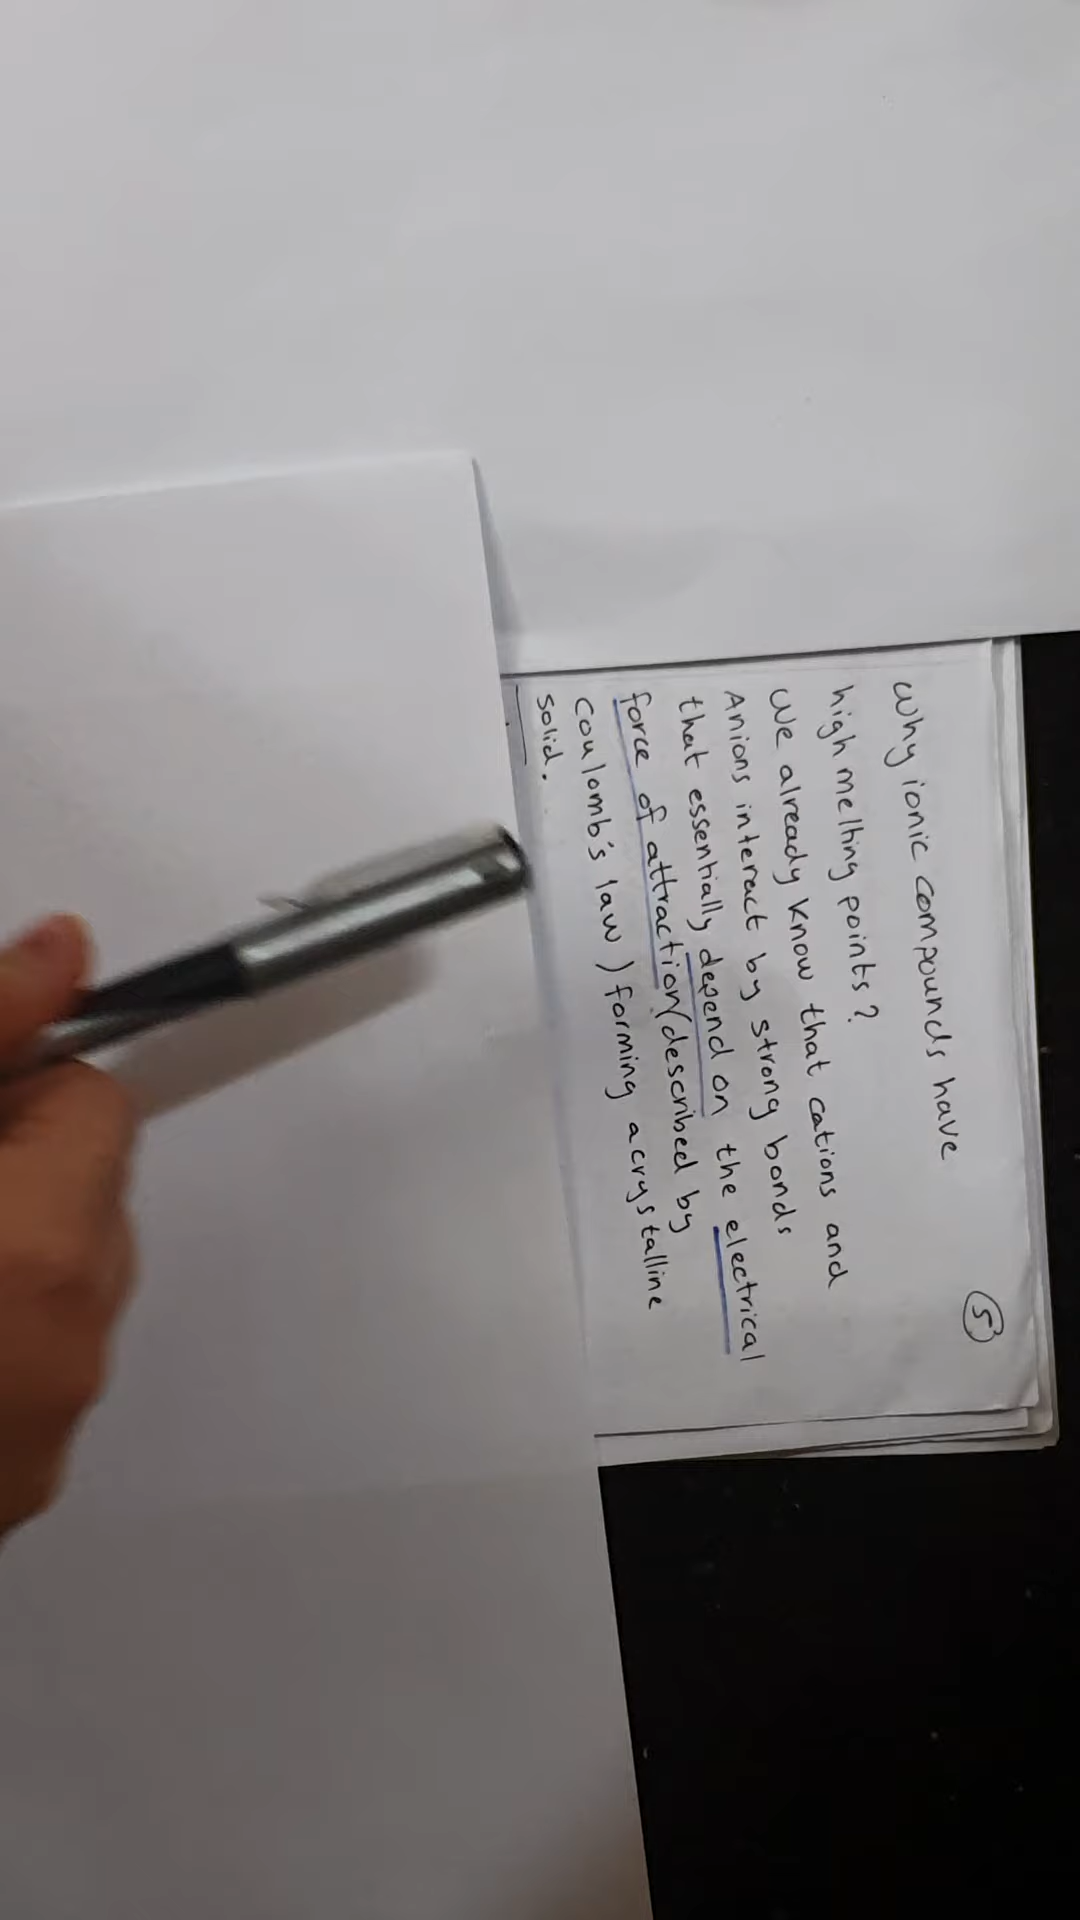 5
Why ionic compounds have
high melting points?
We already know that cations and
Anions interact by strong bonds
that essentially depend on the electrical
force of attraction (described by
coulomb's law) forming a crystalline
solid.